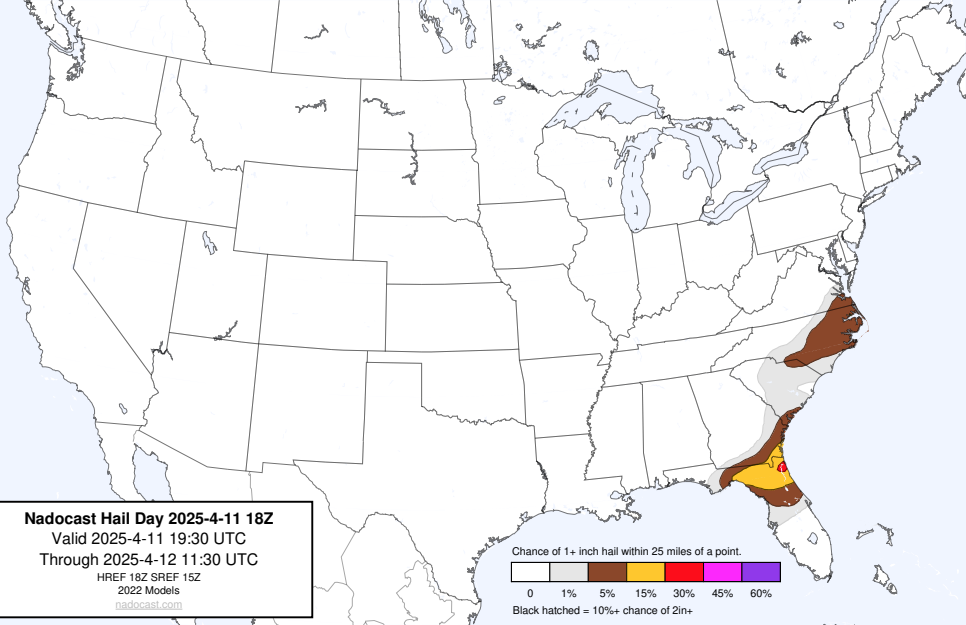 Nadocast Hail Day 2025-4-11 18Z
Valid 2025-4-11 19:30 UTC
Through 2025-4-12 11:30 UTC
HREF 18Z SREF 15Z
2022 Models
nadocast.com
Chance of 1+ inch hail within 25 miles of a point.
0 1% 5% 15% 30% 45% 60%
Black hatched = 10%+ chance of 2in+